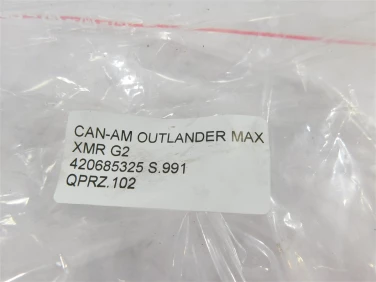 CAN-AM OUTLANDER MAX
XMR G2
420685325 S.991
QPRZ.102